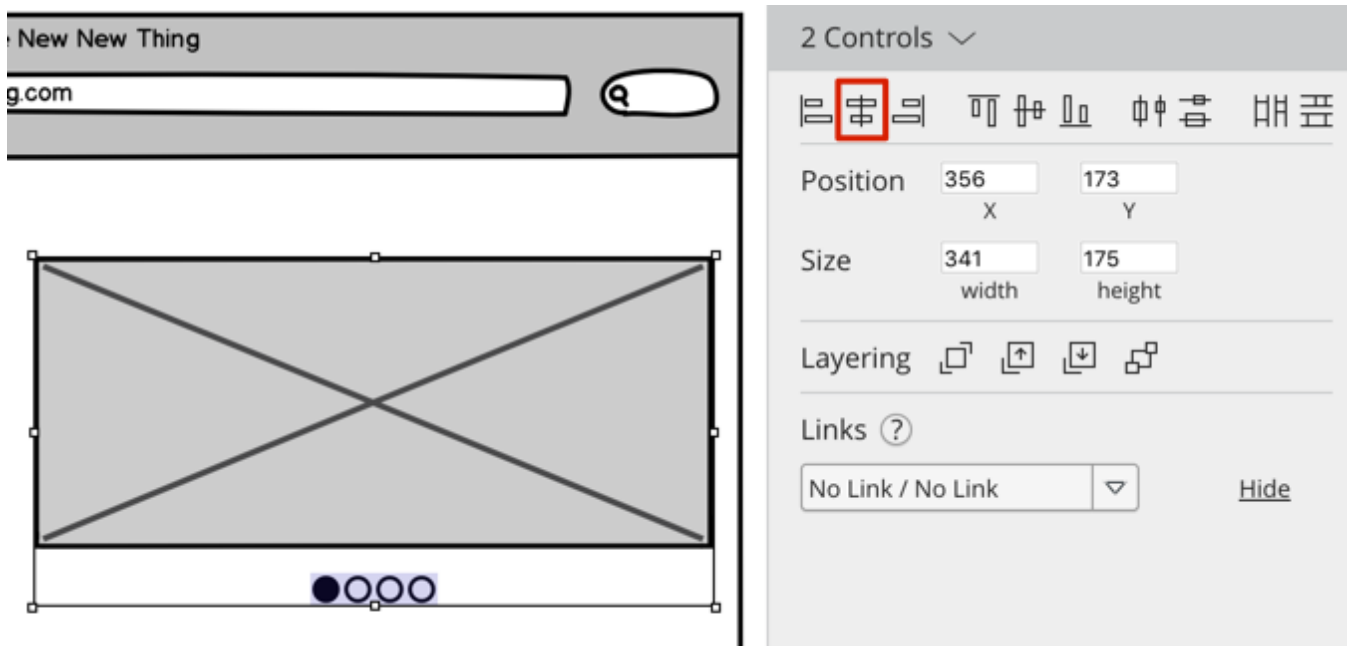 New New Thing
g.com
2 Controls
Position 356 173
X Y
Size 341 175
width height
Layering
Links ?
No Link / No Link Hide